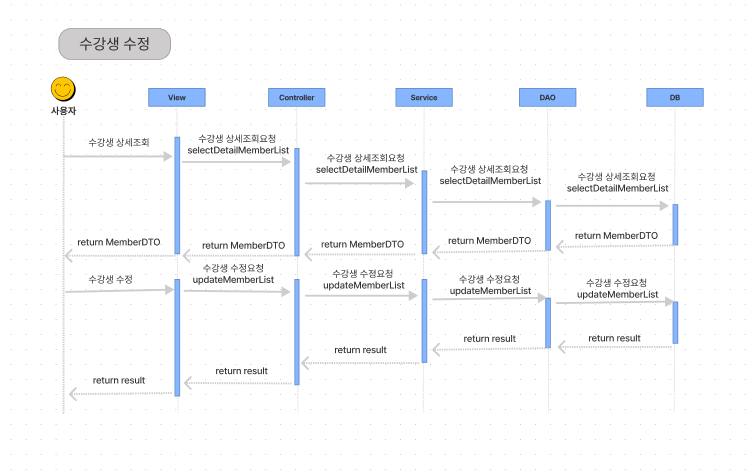 수강생 수정
사용자
View
Controller
Service
DAO
DB
수강생 상세조회
수강생 상세조회요청
selectDetailMemberList
수강생 상세조회요청
selectDetailMemberList
수강생 상세조회요청
selectDetailMemberList
수강생 상세조회요청
selectDetailMemberList
return MemberDTO
return MemberDTO
return MemberDTO
return MemberDTO
return MemberDTO
수강생 수정
수강생 수정요청
updateMemberList
수강생 수정요청
updateMemberList
수강생 수정요청
updateMemberList
수강생 수정요청
updateMemberList
return result
return result
return result
return result
return result